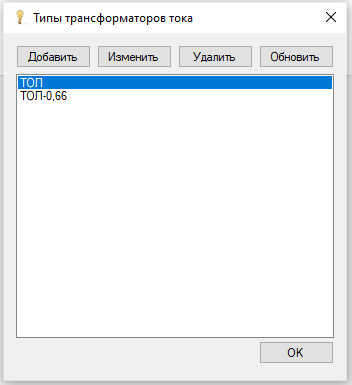 Типы трансформаторов тока
Добавить Изменить Удалить Обновить
ТОЛ
ТОЛ-0,66
OK